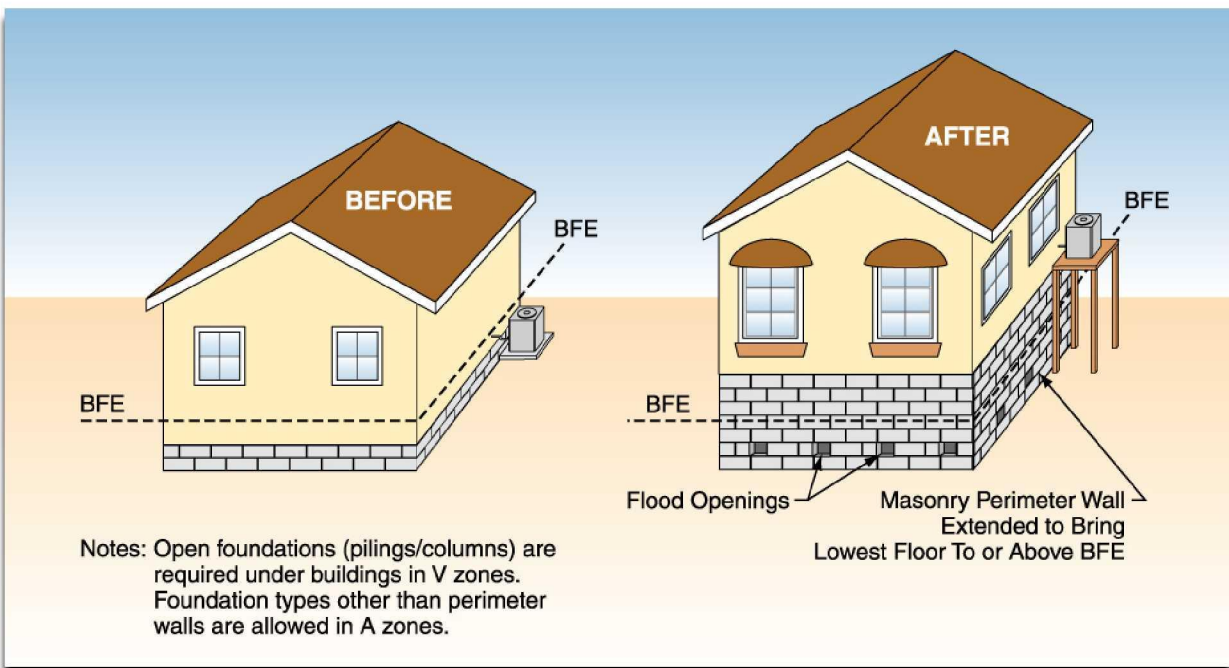 BEFORE
BFE
BFE
AFTER
BFE
BFE
Flood Openings
Masonry Perimeter Wall
Extended to Bring
Lowest Floor To or Above BFE
Notes: Open foundations (pilings/columns) are
required under buildings in V zones.
Foundation types other than perimeter
walls are allowed in A zones.